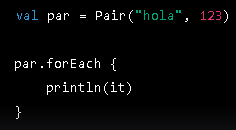 val par = Pair("hola", 123)
par.forEach {
    println(it)
}